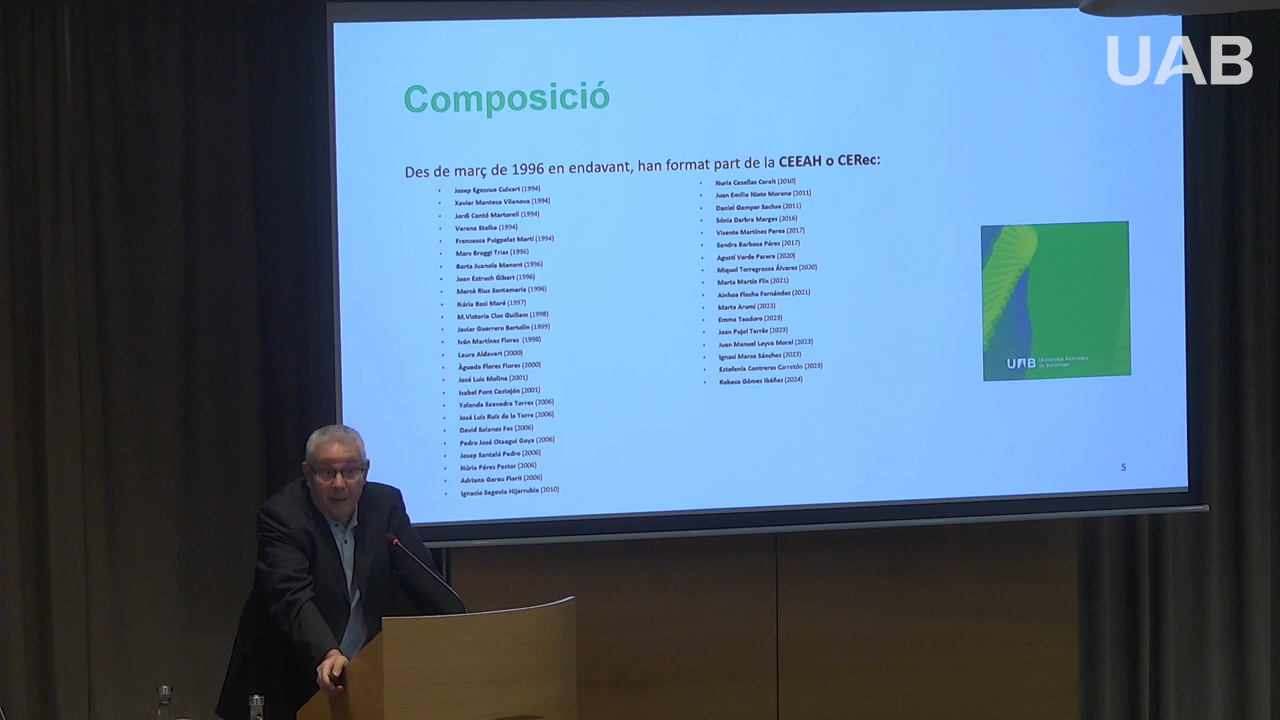 UAB
Composició
Des de març de 1996 en endavant, han format part de la CEEAH o CERec:
Josep Egozcue Cuixart (1994)
Xavier Manteca Vilanova (1994)
Jordi Cantó Martorell (1994)
Verena Stolke (1994)
Francesca Puigpelat Martí (1994)
Marc Broggi Trias (1996)
Berta Juanola Manant (1996)
Joan Estruch Gibert (1996)
Mercè Rius Santamaria (1996)
Núria Basi Moré (1997)
M.Victoria Clos Guillem (1998)
Javier Guerrero Bertolín (1999)
Iván Martínez Flores (1998)
Laura Aldavert (2000)
Àgueda Flores Flores (2000)
José Luis Molina (2001)
Isabel Pont Castejón (2001)
Yolanda Saavedra Torres (2006)
José Luis Ruíz de la Torre (2006)
David Solanes Foz (2006)
Pedro José Otaegui Goya (2006)
Josep Santaló Pedro (2006)
Núria Pérez Pastor (2006)
Adriana Garau Florit (2006)
Ignacio Segovia Hijarrubia (2010)
Nuria Casallas Caralt (2010)
Juan Emilio Nieto Moreno (2011)
Daniel Gamper Sachse (2011)
Sónia Darbra Marges (2016)
Vicente Martínez Perea (2017)
Sandra Barbosa Pérez (2017)
Agustí Verde Parera (2020)
Miquel Torregrossa Álvarez (2020)
Marta Martín Flix (2021)
Ainhoa Flecha Fernández (2021)
Marta Arumí (2023)
Emma Teodoro (2023)
Joan Pujol Tarrés (2023)
Juan Manuel Leyva Moral (2023)
Ignasi Marco Sánchez (2023)
Estefanía Contreras Carretón (2023)
Rebeca Gómez Ibáñez (2024)
UAB Universitat Autònoma
de Barcelona
5